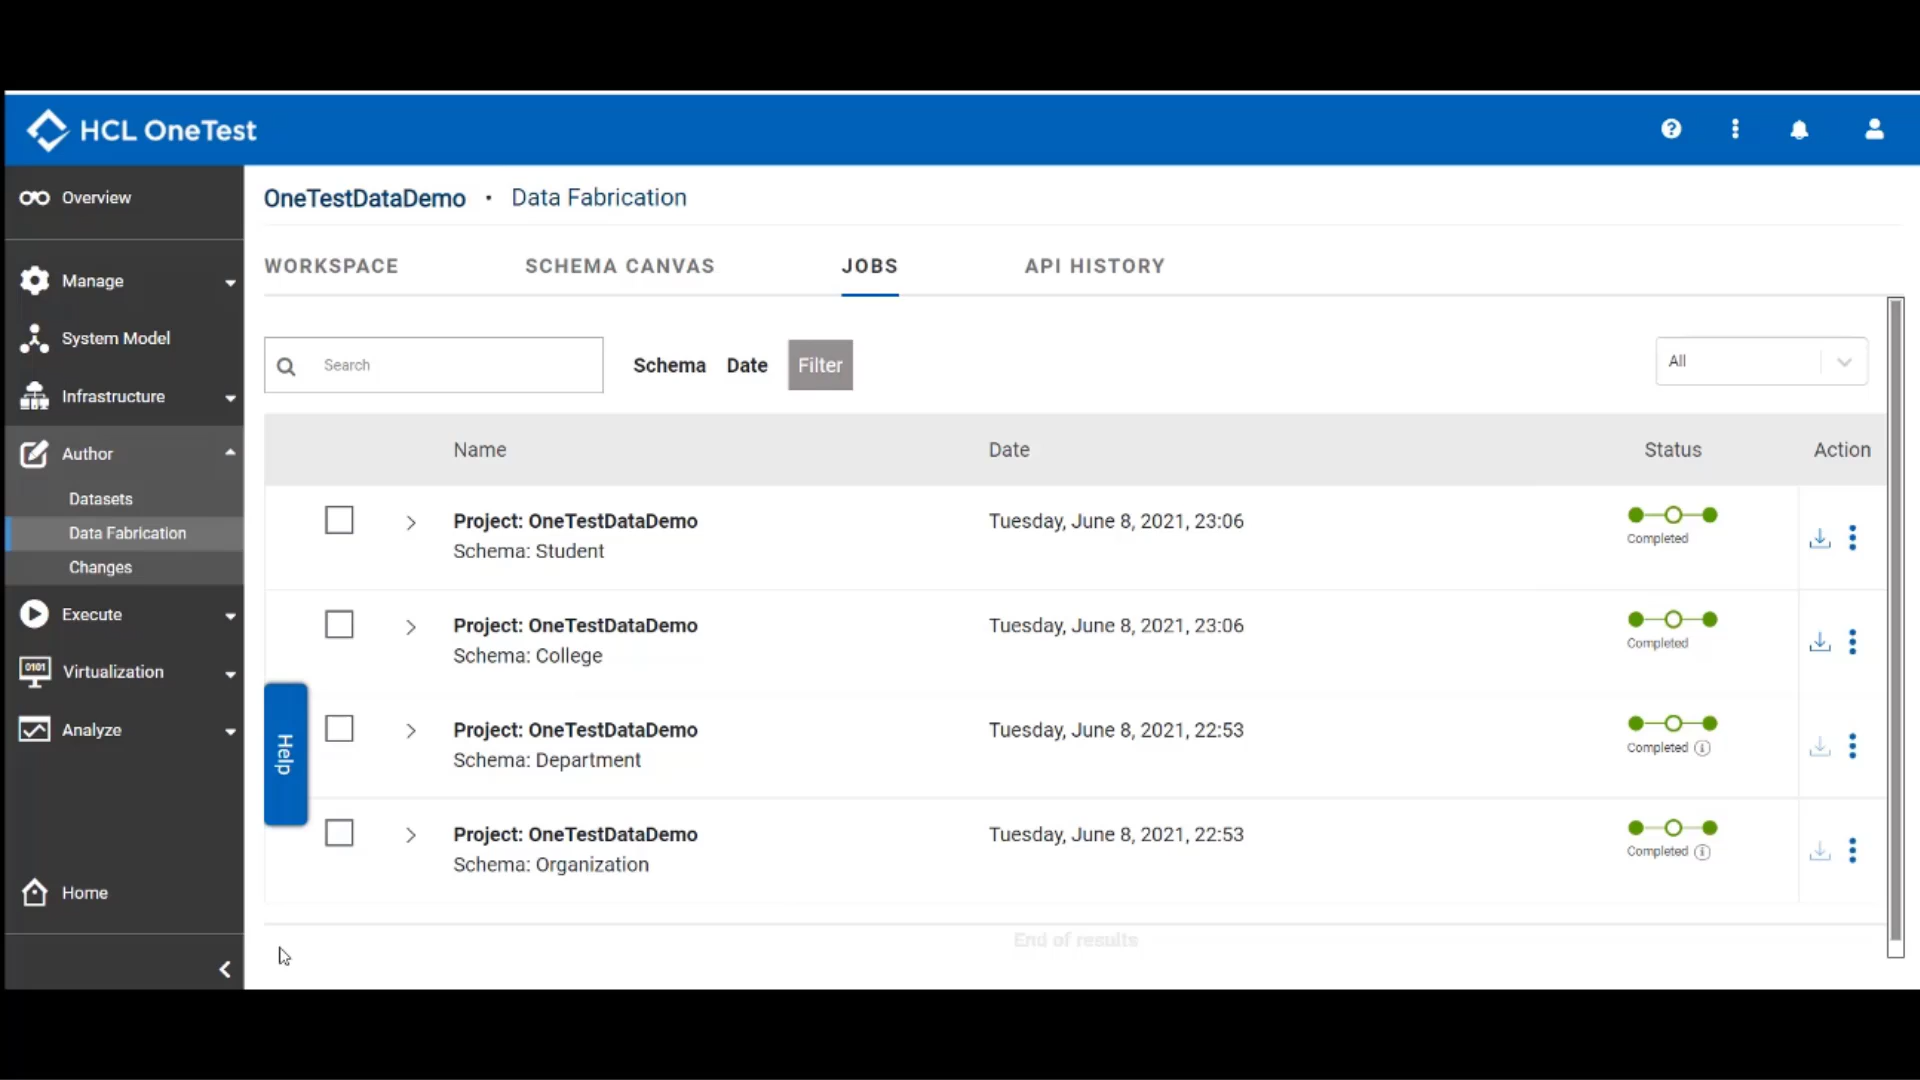 HCL OneTest
Overview
Manage
System Model
Infrastructure
Author
Datasets
Data Fabrication
Changes
Execute
0101
Virtualization
Analyze
Home
OneTestDataDemo • Data Fabrication
WORKSPACE SCHEMA CANVAS JOBS API HISTORY
Search Schema Date Filter All
Name Date Status Action
Project: OneTestDataDemo Tuesday, June 8, 2021, 23:06
Schema: Student Completed
Project: OneTestDataDemo Tuesday, June 8, 2021, 23:06
Schema: College Completed
Project: OneTestDataDemo Tuesday, June 8, 2021, 22:53
Schema: Department Completed
Project: OneTestDataDemo Tuesday, June 8, 2021, 22:53
Schema: Organization Completed
Help
End of results